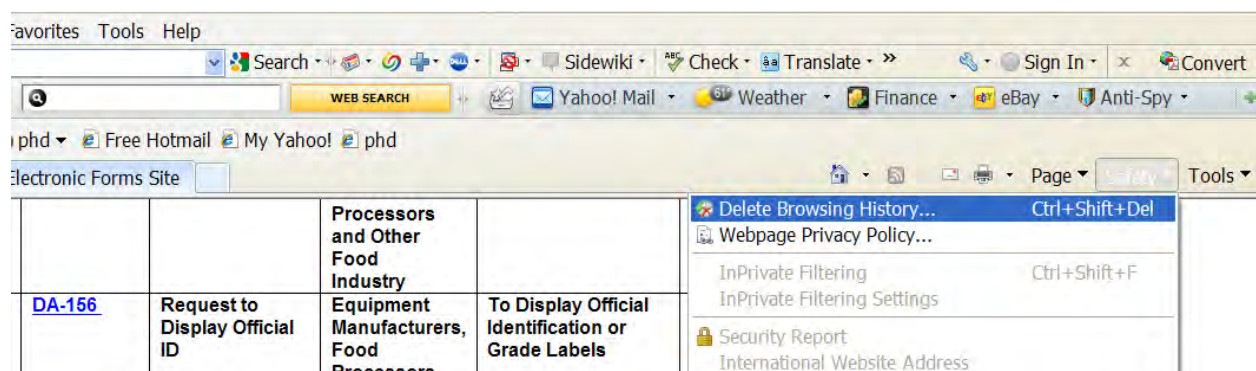 Favorites Tools Help
Search Sidewiki Check Translate » Sign In Convert
WEB SEARCH Yahoo! Mail Weather Finance eBay Anti-Spy
phd Free Hotmail My Yahoo! phd
Electronic Forms Site Page Tools
Processors
and Other
Food
Industry
DA-156
Request to
Display Official
ID
Equipment
Manufacturers,
Food
Processors
To Display Official
Identification or
Grade Labels
Delete Browsing History... Ctrl+Shift+Del
Webpage Privacy Policy...
InPrivate Filtering Ctrl+Shift+F
InPrivate Filtering Settings
Security Report
International Website Address